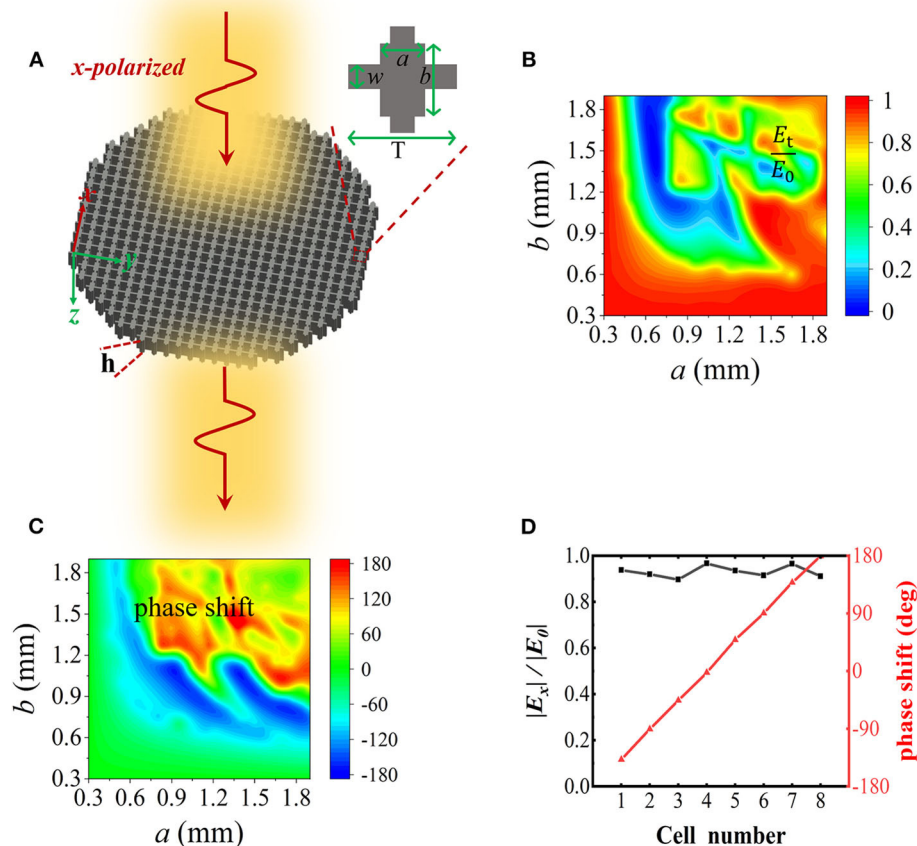 A
x-polarized
a
w
b
T
x
y
z
h
B
b (mm)
1.8
1.5
1.2
0.9
0.6
0.3
0.3 0.6 0.9 1.2 1.5 1.8
a (mm)
Et
E0
1
0.8
0.6
0.4
0.2
0
C
b (mm)
1.8
1.5
1.2
0.9
0.6
0.3
0.3 0.6 0.9 1.2 1.5 1.8
a (mm)
phase shift
180
120
60
0
-60
-120
-180
D
|Ex| / |E0|
1.0
0.8
0.6
0.4
0.2
0.0
1 2 3 4 5 6 7 8
Cell number
180
90
0
-90
-180
phase shift (deg)